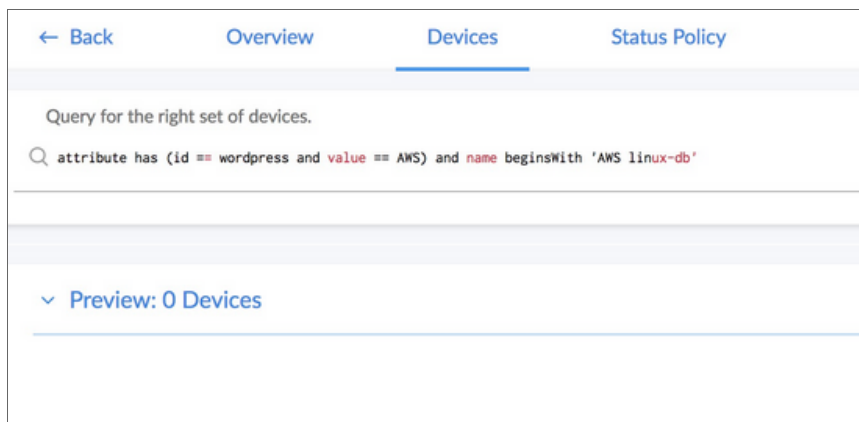 ← Back Overview Devices Status Policy
Query for the right set of devices.
attribute has (id == wordpress and value == AWS) and name beginsWith 'AWS linux-db'
Preview: 0 Devices